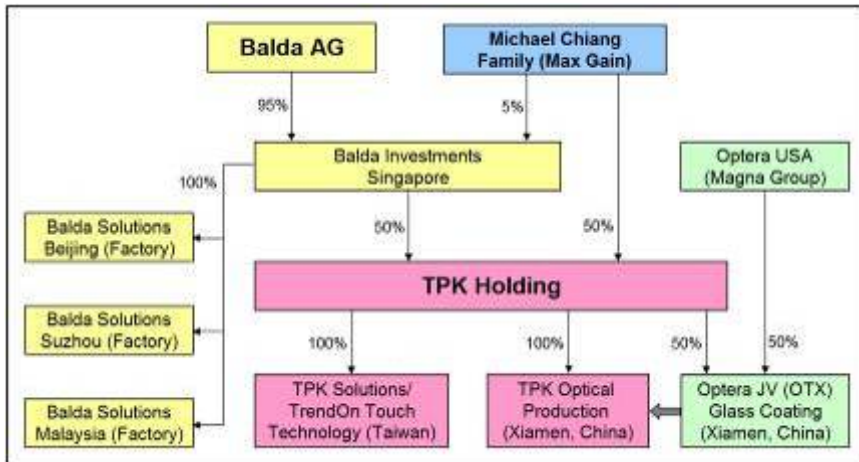 Balda AG
Michael Chiang
Family (Max Gain)
95%
5%
Balda Investments
Singapore
Optera USA
(Magna Group)
100%
Balda Solutions
Beijing (Factory)
50%
50%
TPK Holding
Balda Solutions
Suzhou (Factory)
100%
100%
50%
50%
TPK Solutions/
TrendOn Touch
Technology (Taiwan)
TPK Optical
Production
(Xiamen, China)
Optera JV (OTX)
Glass Coating
(Xiamen, China)
Balda Solutions
Malaysia (Factory)